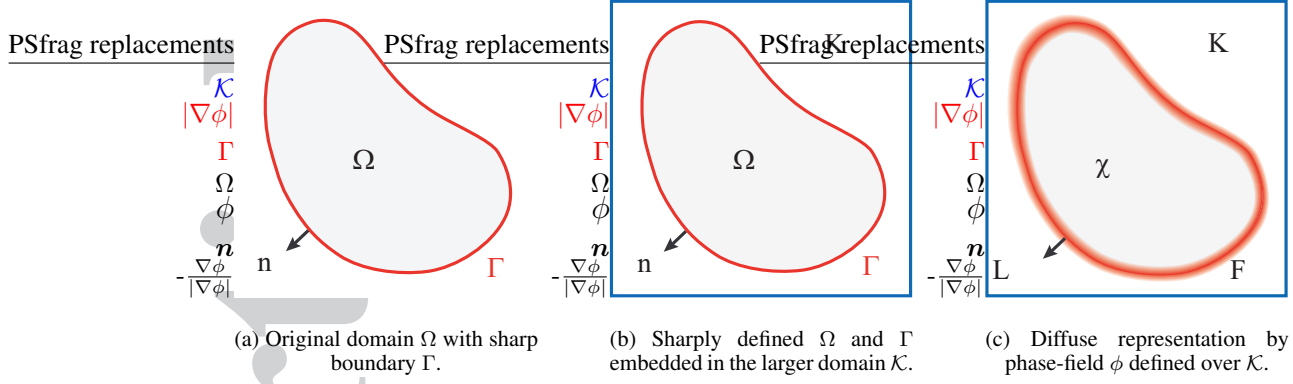 PSfrag replacements
𝒦
|∇ϕ|
Γ
Ω
ϕ
n
-∇ϕ/|∇ϕ|
Ω
n
Γ
(a) Original domain Ω with sharp
boundary Γ.
PSfrag replacements
K
𝒦
|∇ϕ|
Γ
Ω
ϕ
n
-∇ϕ/|∇ϕ|
Ω
n
Γ
(b) Sharply defined Ω and Γ
embedded in the larger domain 𝒦.
PSfrag replacements
K
𝒦
|∇ϕ|
Γ
Ω
ϕ
n
-∇ϕ/|∇ϕ|
χ
L
F
(c) Diffuse representation by
phase-field ϕ defined over 𝒦.